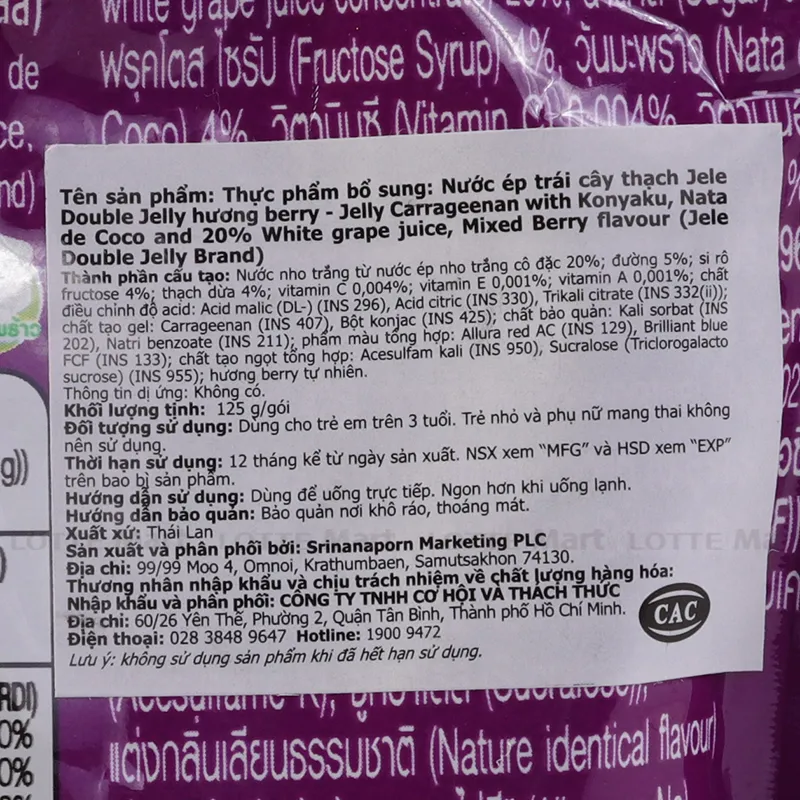 white grape juice concentrate
de
พรุคโตส ไซรัป (Fructose Syrup) 4%, วุ้นมะพร้าว (Nata
ce,
Coco) 4%, วิตามินซี (Vitamin C) 0.004%,
nd)
Tên sản phẩm: Thực phẩm bổ sung: Nước ép trái cây thạch Jele
Double Jelly hương berry - Jelly Carrageenan with Konyaku, Nata
de Coco and 20% White grape juice, Mixed Berry flavour (Jele
Double Jelly Brand)
Thành phần cấu tạo: Nước nho trắng từ nước ép nho trắng cô đặc 20%; đường 5%; si rô
fructose 4%; thạch dừa 4%; vitamin C 0,004%; vitamin E 0,001%; vitamin A 0,001%; chất
điều chỉnh độ acid: Acid malic (DL-) (INS 296), Acid citric (INS 330), Trikali citrate (INS 332(ii));
chất tạo gel: Carrageenan (INS 407), Bột konjac (INS 425); chất bảo quản: Kali sorbat (INS
202), Natri benzoate (INS 211); phẩm màu tổng hợp: Allura red AC (INS 129), Brilliant blue
FCF (INS 133); chất tạo ngọt tổng hợp: Acesulfam kali (INS 950), Sucralose (Triclorogalacto
sucrose) (INS 955); hương berry tự nhiên.
Thông tin dị ứng: Không có.
Khối lượng tịnh: 125 g/gói
Đối tượng sử dụng: Dùng cho trẻ em trên 3 tuổi. Trẻ nhỏ và phụ nữ mang thai không
nên sử dụng.
Thời hạn sử dụng: 12 tháng kể từ ngày sản xuất. NSX xem "MFG" và HSD xem "EXP"
trên bao bì sản phẩm.
Hướng dẫn sử dụng: Dùng để uống trực tiếp. Ngon hơn khi uống lạnh.
Hướng dẫn bảo quản: Bảo quản nơi khô ráo, thoáng mát.
Xuất xứ: Thái Lan
Sản xuất và phân phối bởi: Srinanaporn Marketing PLC
Địa chỉ: 99/99 Moo 4, Omnoi, Krathumbaen, Samutsakhon 74130.
Thương nhân nhập khẩu và chịu trách nhiệm về chất lượng hàng hóa:
Nhập khẩu và phân phối: CÔNG TY TNHH CƠ HỘI VÀ THÁCH THỨC
Địa chỉ: 60/26 Yên Thế, Phường 2, Quận Tân Bình, Thành phố Hồ Chí Minh.
Điện thoại: 028 3848 9647 Hotline: 1900 9472
Lưu ý: không sử dụng sản phẩm khi đã hết hạn sử dụng.
CAC
LOTTE Mart
g))
RDI)
0%
0%
แต่งกลิ่นเลียนธรรมชาติ (Nature identical flavour)